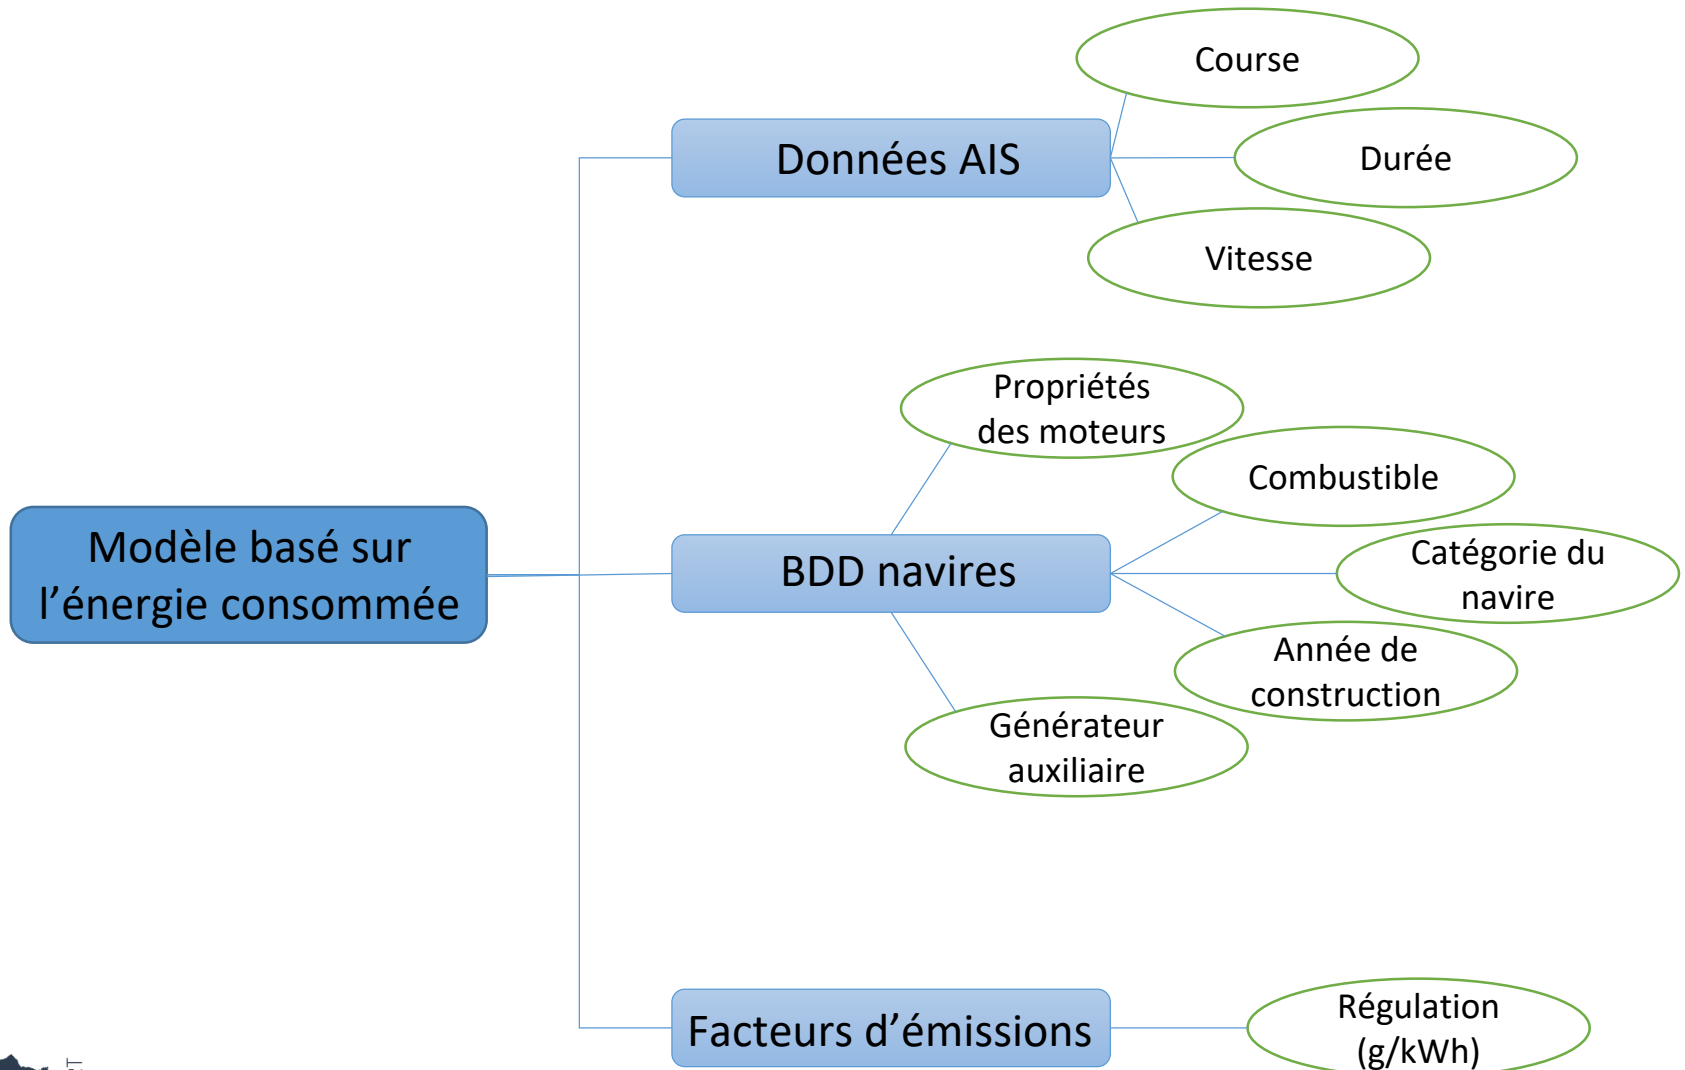 Course
Données AIS
Durée
Vitesse
Propriétés
des moteurs
Combustible
Modèle basé sur
l'énergie consommée
BDD navires
Catégorie du
navire
Année de
construction
Générateur
auxiliaire
Facteurs d'émissions
Régulation
(g/kWh)